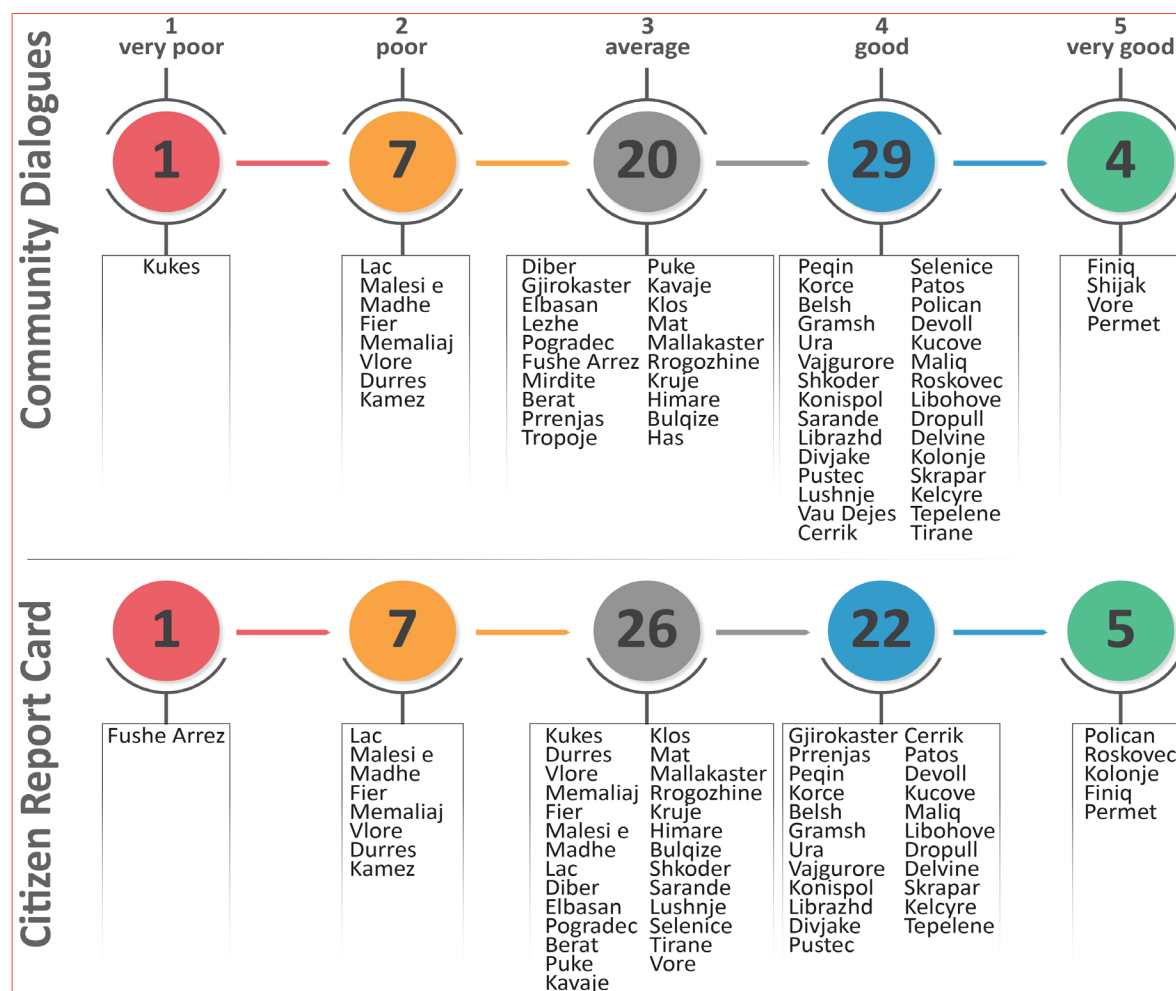 Community Dialogues
1
very poor
2
poor
3
average
4
good
5
very good
1
7
20
29
4
Kukes
Lac
Malesi e
Madhe
Fier
Memaliaj
Vlore
Durres
Kamez
Diber
Gjirokaster
Elbasan
Lezhe
Pogradec
Fushe Arrez
Mirdite
Berat
Prrenjas
Tropoje
Puke
Kavaje
Klos
Mat
Mallakaster
Rrogozhine
Kruje
Himare
Bulqize
Has
Peqin
Korce
Belsh
Gramsh
Ura
Vajgurore
Shkoder
Konispol
Sarande
Librazhd
Divjake
Pustec
Lushnje
Vau Dejes
Cerrik
Selenice
Patos
Polican
Devoll
Kucove
Maliq
Roskovec
Libohove
Dropull
Delvine
Kolonje
Skrapar
Kelcyre
Tepelene
Tirane
Finiq
Shijak
Vore
Permet
Citizen Report Card
1
7
26
22
5
Fushe Arrez
Lac
Malesi e
Madhe
Fier
Memaliaj
Vlore
Durres
Kamez
Kukes
Durres
Vlore
Memaliaj
Fier
Malesi e
Madhe
Lac
Diber
Elbasan
Pogradec
Berat
Puke
Kavaje
Klos
Mat
Mallakaster
Rrogozhine
Kruje
Himare
Bulqize
Shkoder
Sarande
Lushnje
Selenice
Tirane
Vore
Gjirokaster
Prrenjas
Peqin
Korce
Belsh
Gramsh
Ura
Vajgurore
Konispol
Librazhd
Divjake
Pustec
Cerrik
Patos
Devoll
Kucove
Maliq
Libohove
Dropull
Delvine
Skrapar
Kelcyre
Tepelene
Polican
Roskovec
Kolonje
Finiq
Permet